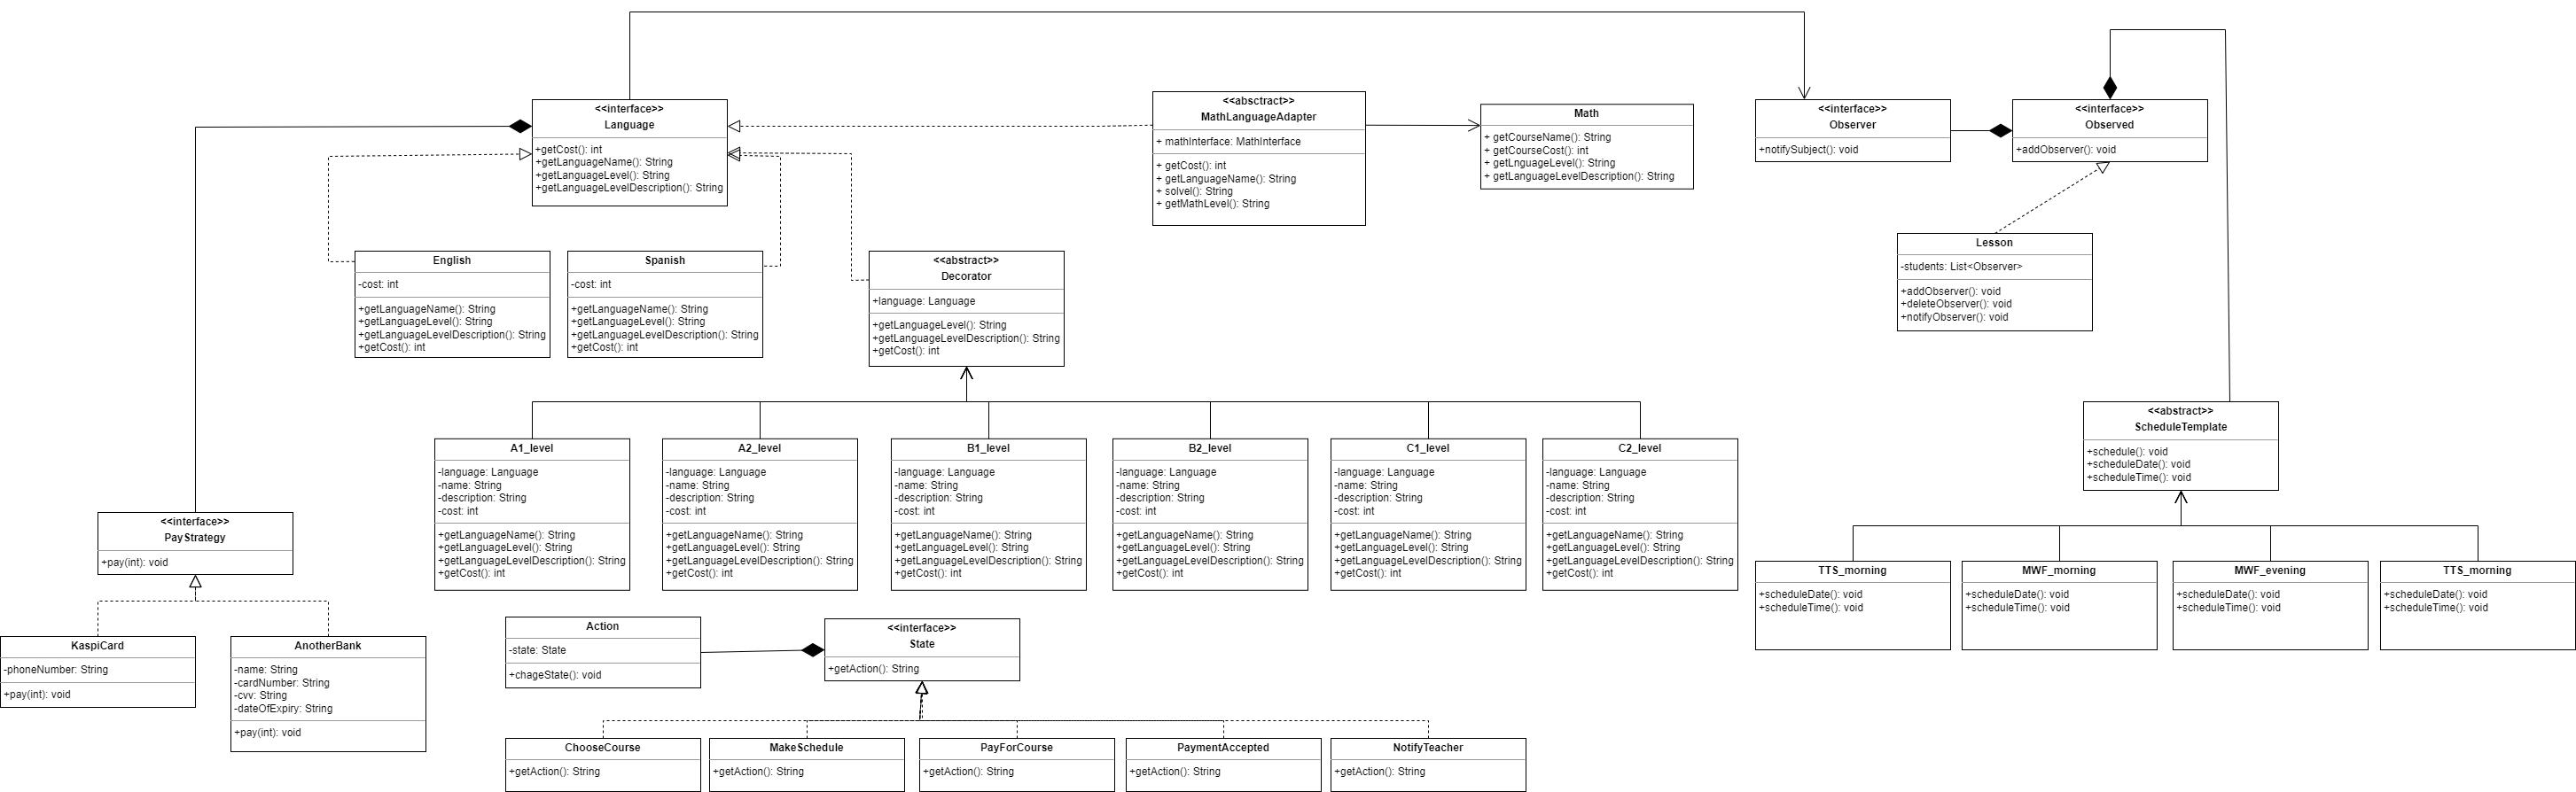 <<interface>>
Language
+getCost(): int
+getLanguageName(): String
+getLanguageLevel(): String
+getLanguageLevelDescription(): String
<<absctract>>
MathLanguageAdapter
+ mathInterface: MathInterface
+ getCost(): int
+ getLanguageName(): String
+ solvel(): String
+ getMathLevel(): String
Math
+ getCourseName(): String
+ getCourseCost(): int
+ getLnguageLevel(): String
+ getLanguageLevelDescription(): String
<<interface>>
Observer
+notifySubject(): void
<<interface>>
Observed
+addObserver(): void
Lesson
-students: List<Observer>
+addObserver(): void
+deleteObserver(): void
+notifyObserver(): void
English
-cost: int
+getLanguageName(): String
+getLanguageLevel(): String
+getLanguageLevelDescription(): String
+getCost(): int
Spanish
-cost: int
+getLanguageName(): String
+getLanguageLevel(): String
+getLanguageLevelDescription(): String
+getCost(): int
<<abstract>>
Decorator
+language: Language
+getLanguageLevel(): String
+getLanguageLevelDescription(): String
+getCost(): int
<<abstract>>
ScheduleTemplate
+schedule(): void
+scheduleDate(): void
+scheduleTime(): void
A1_level
-language: Language
-name: String
-description: String
-cost: int
+getLanguageName(): String
+getLanguageLevel(): String
+getLanguageLevelDescription(): String
+getCost(): int
A2_level
-language: Language
-name: String
-description: String
-cost: int
+getLanguageName(): String
+getLanguageLevel(): String
+getLanguageLevelDescription(): String
+getCost(): int
B1_level
-language: Language
-name: String
-description: String
-cost: int
+getLanguageName(): String
+getLanguageLevel(): String
+getLanguageLevelDescription(): String
+getCost(): int
B2_level
-language: Language
-name: String
-description: String
-cost: int
+getLanguageName(): String
+getLanguageLevel(): String
+getLanguageLevelDescription(): String
+getCost(): int
C1_level
-language: Language
-name: String
-description: String
-cost: int
+getLanguageName(): String
+getLanguageLevel(): String
+getLanguageLevelDescription(): String
+getCost(): int
C2_level
-language: Language
-name: String
-description: String
-cost: int
+getLanguageName(): String
+getLanguageLevel(): String
+getLanguageLevelDescription(): String
+getCost(): int
<<interface>>
PayStrategy
+pay(int): void
TTS_morning
+scheduleDate(): void
+scheduleTime(): void
MWF_morning
+scheduleDate(): void
+scheduleTime(): void
MWF_evening
+scheduleDate(): void
+scheduleTime(): void
TTS_morning
+scheduleDate(): void
+scheduleTime(): void
KaspiCard
-phoneNumber: String
+pay(int): void
AnotherBank
-name: String
-cardNumber: String
-cvv: String
-dateOfExpiry: String
+pay(int): void
Action
-state: State
+chageState(): void
<<interface>>
State
+getAction(): String
ChooseCourse
+getAction(): String
MakeSchedule
+getAction(): String
PayForCourse
+getAction(): String
PaymentAccepted
+getAction(): String
NotifyTeacher
+getAction(): String